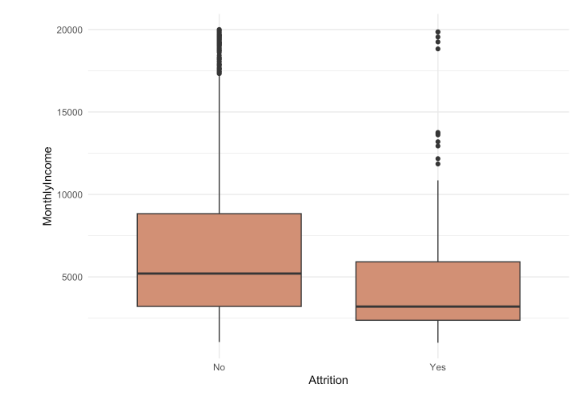 20000
15000
10000
5000
MonthlyIncome
No
Yes
Attrition